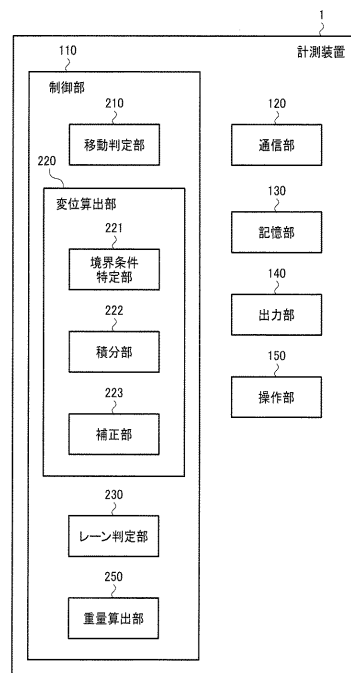 1
計測装置
110
制御部
210
移動判定部
220
変位算出部
221
境界条件
特定部
222
積分部
223
補正部
230
レーン判定部
250
重量算出部
120
通信部
130
記憶部
140
出力部
150
操作部